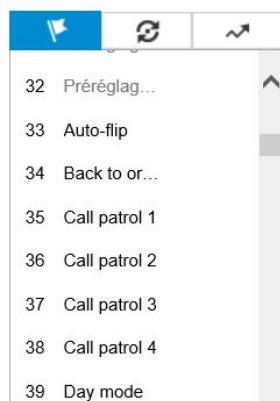 32 Préréglag...
33 Auto-flip
34 Back to or...
35 Call patrol 1
36 Call patrol 2
37 Call patrol 3
38 Call patrol 4
39 Day mode